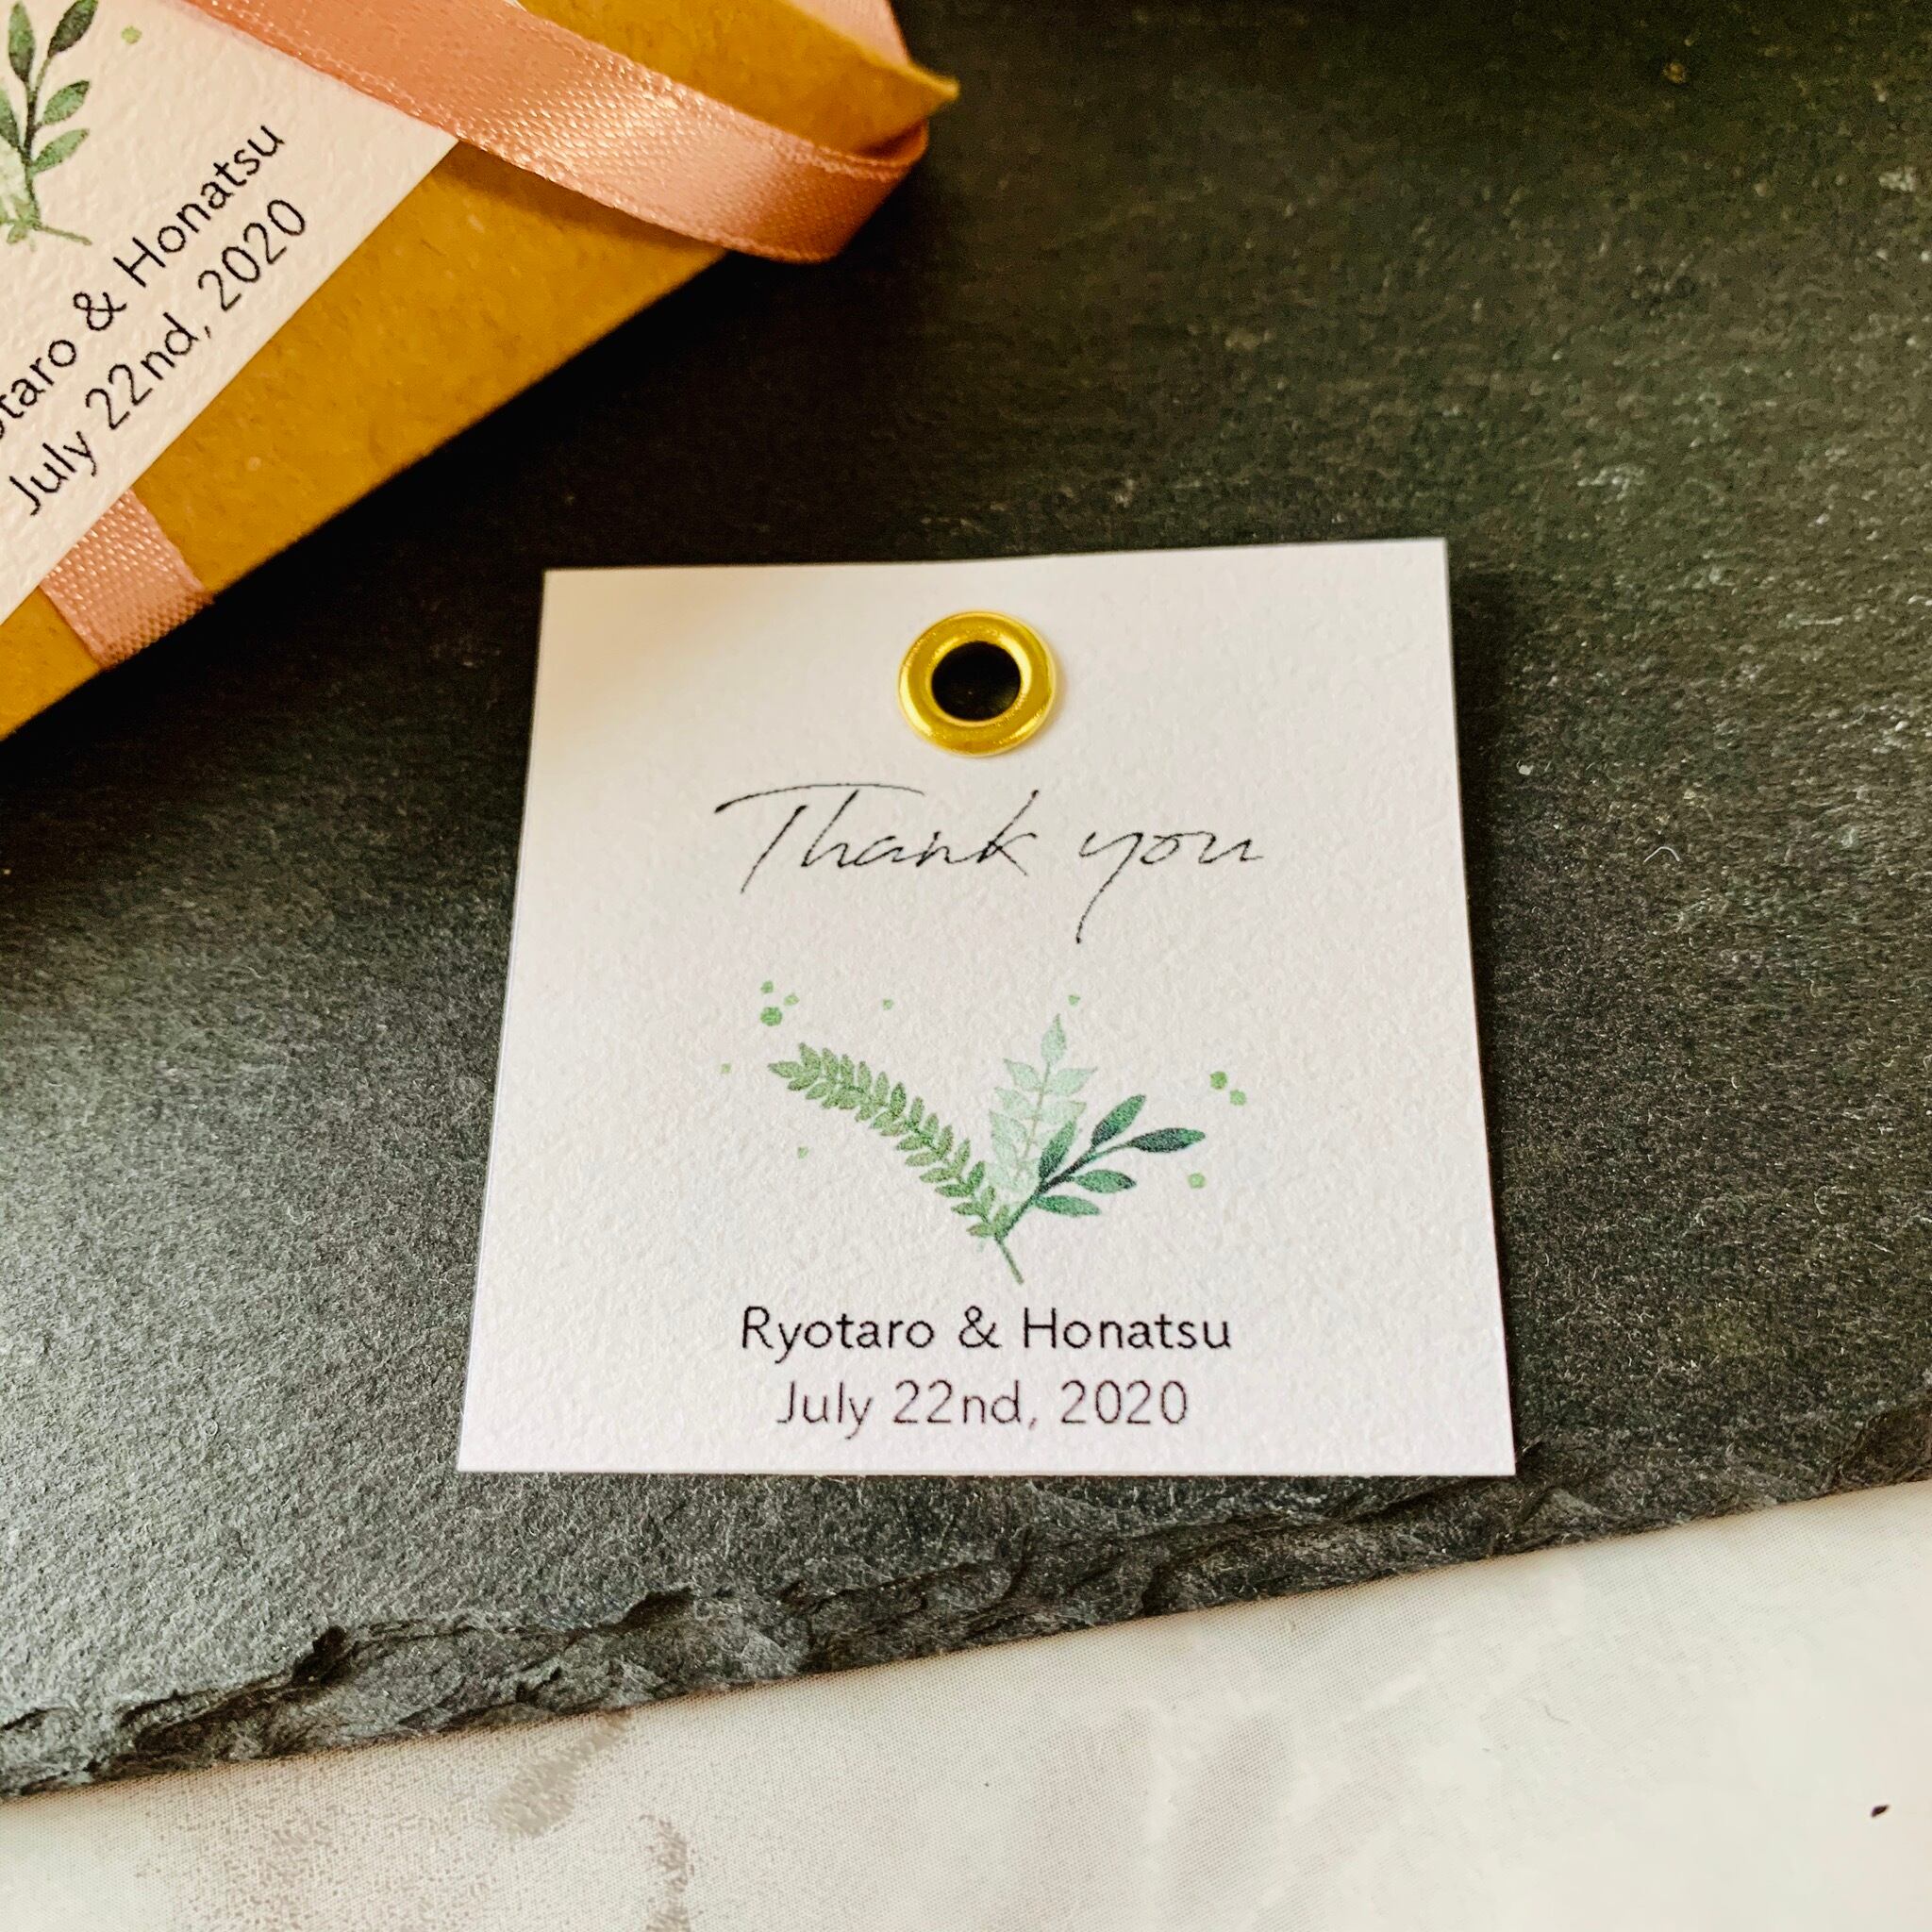 otaro & Honatsu
July 22nd, 2020
Thank you
Ryotaro & Honatsu
July 22nd, 2020